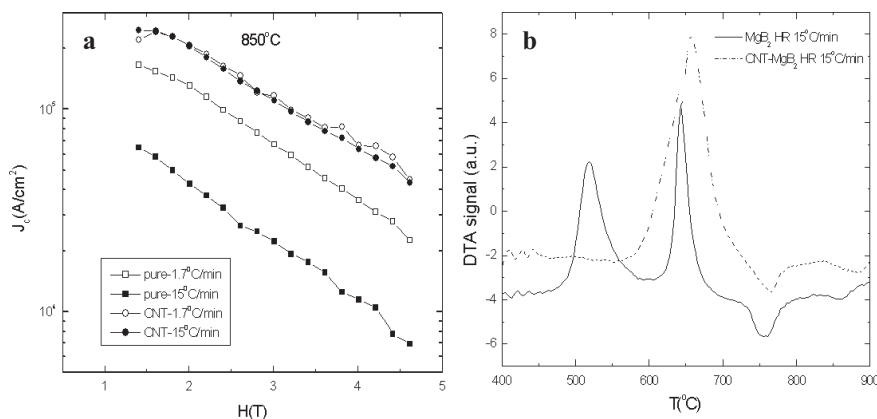 a
850°C
10⁵
10⁴
J_c(A/cm²)
pure-1.7°C/min
pure-15°C/min
CNT-1.7°C/min
CNT-15°C/min
1 2 3 4 5
H(T)
b
MgB₂ HR 15°C/min
CNT-MgB₂ HR 15°C/min
8
6
4
2
0
-2
-4
-6
DTA signal (a.u.)
400 500 600 700 800 900
T(°C)